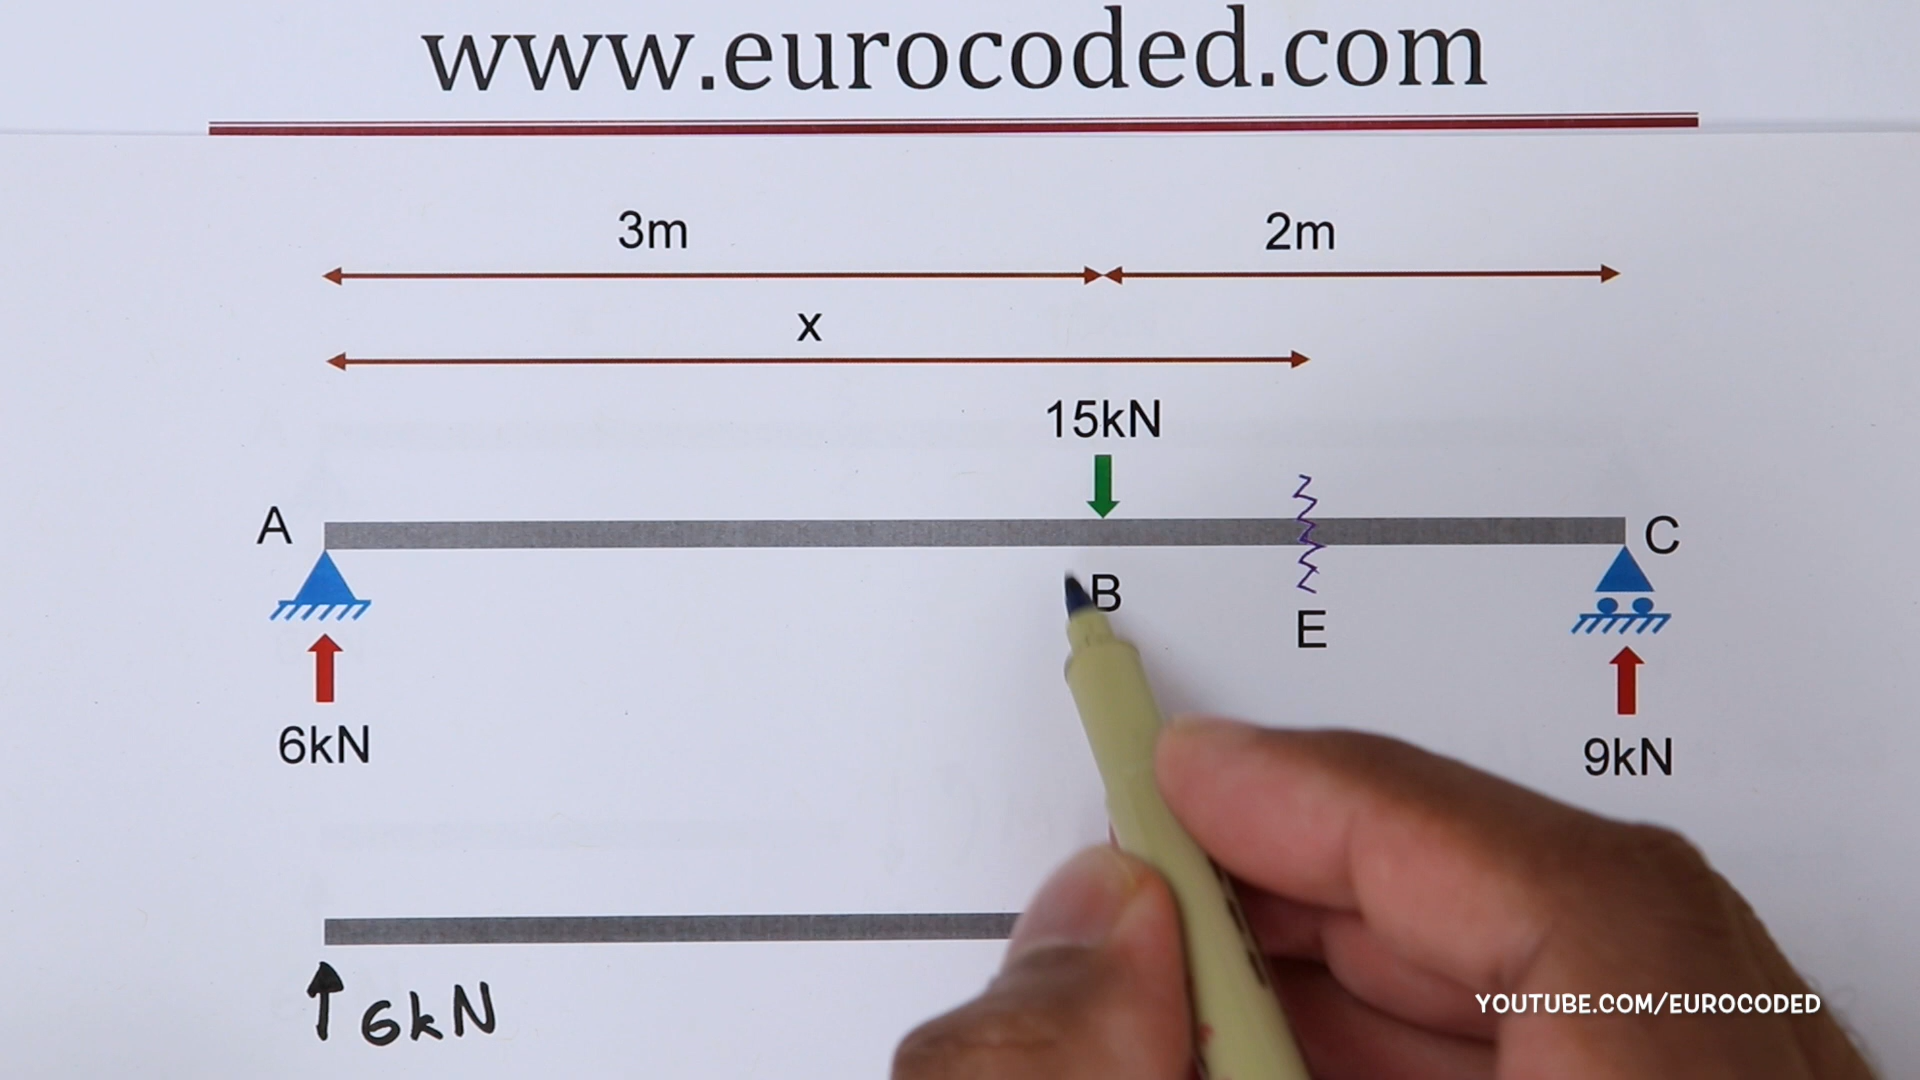 www.eurocoded.com
3m 2m
x
15kN
A C
B
E
6kN 9kN
6kN
YOUTUBE.COM/EUROCODED